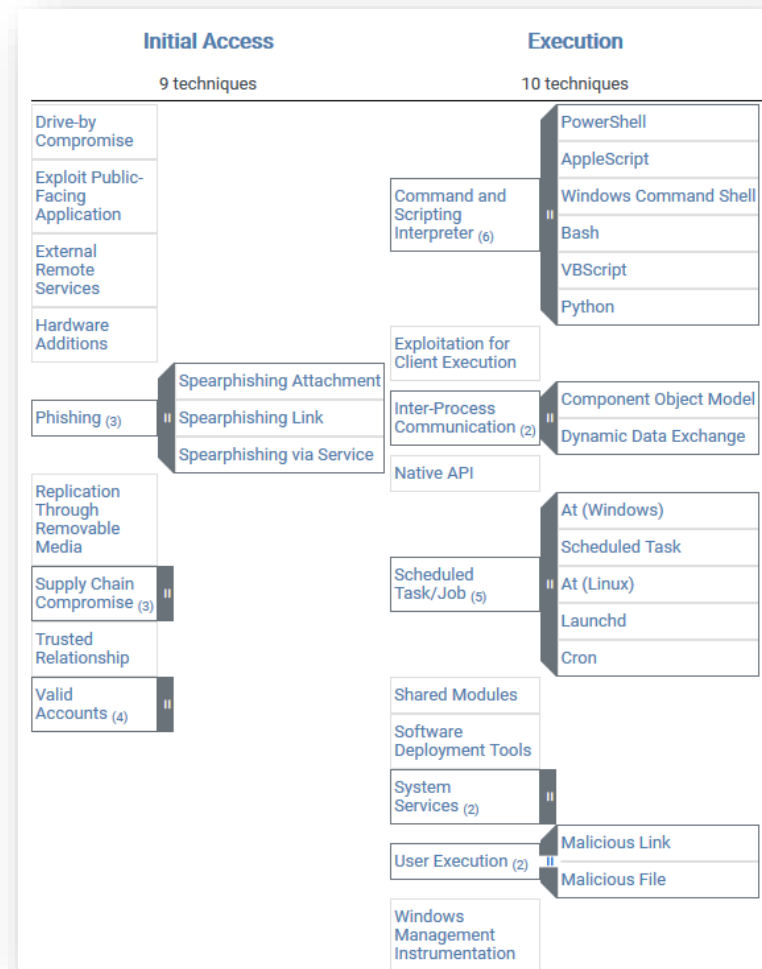 Initial Access
9 techniques
Drive-by
Compromise
Exploit Public-
Facing
Application
External
Remote
Services
Hardware
Additions
Phishing (3)
Spearphishing Attachment
Spearphishing Link
Spearphishing via Service
Replication
Through
Removable
Media
Supply Chain
Compromise (3)
Trusted
Relationship
Valid
Accounts (4)
Execution
10 techniques
Command and
Scripting
Interpreter (6)
PowerShell
AppleScript
Windows Command Shell
Bash
VBScript
Python
Exploitation for
Client Execution
Inter-Process
Communication (2)
Component Object Model
Dynamic Data Exchange
Native API
Scheduled
Task/Job (5)
At (Windows)
Scheduled Task
At (Linux)
Launchd
Cron
Shared Modules
Software
Deployment Tools
System
Services (2)
User Execution (2)
Malicious Link
Malicious File
Windows
Management
Instrumentation